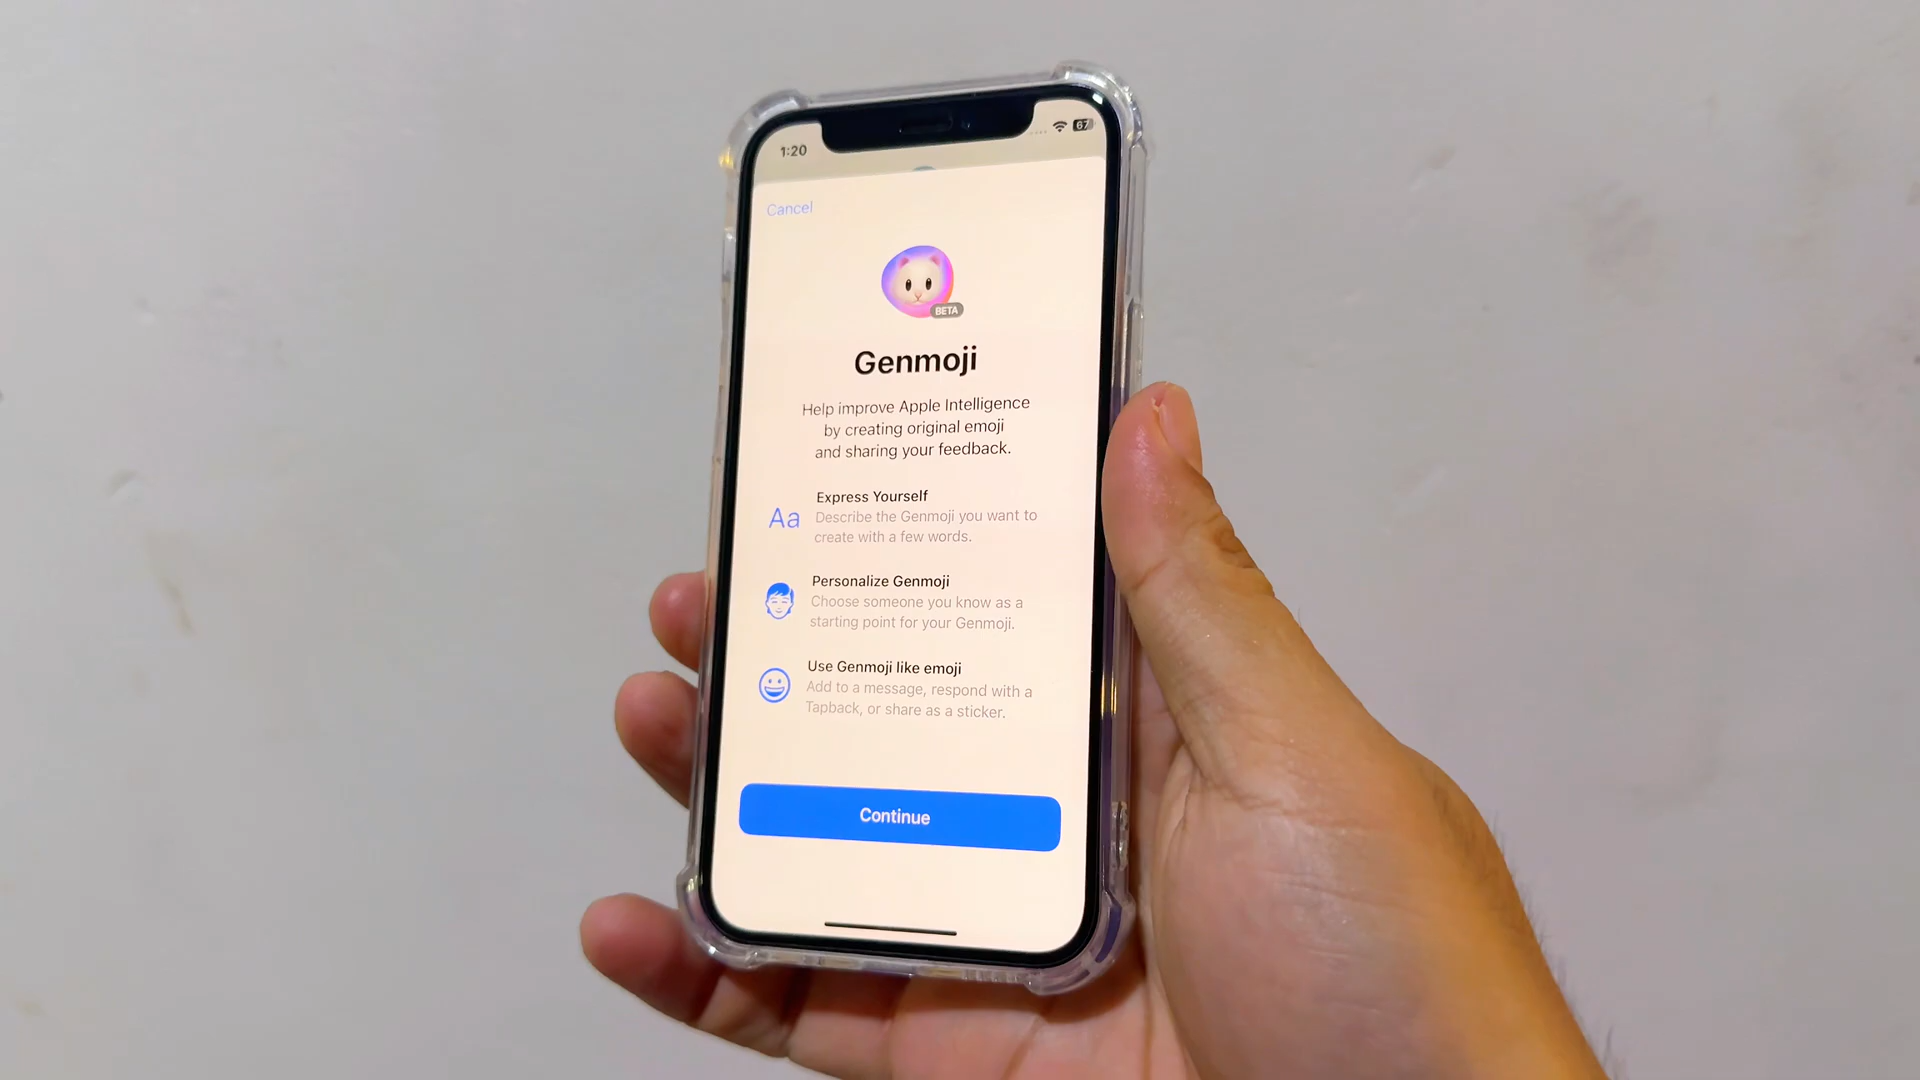 1:20
67
Cancel
BETA
Genmoji
Help improve Apple Intelligence
by creating original emoji
and sharing your feedback.
Express Yourself
Aa
Describe the Genmoji you want to
create with a few words.
Personalize Genmoji
Choose someone you know as a
starting point for your Genmoji.
Use Genmoji like emoji
Add to a message, respond with a
Tapback, or share as a sticker.
Continue